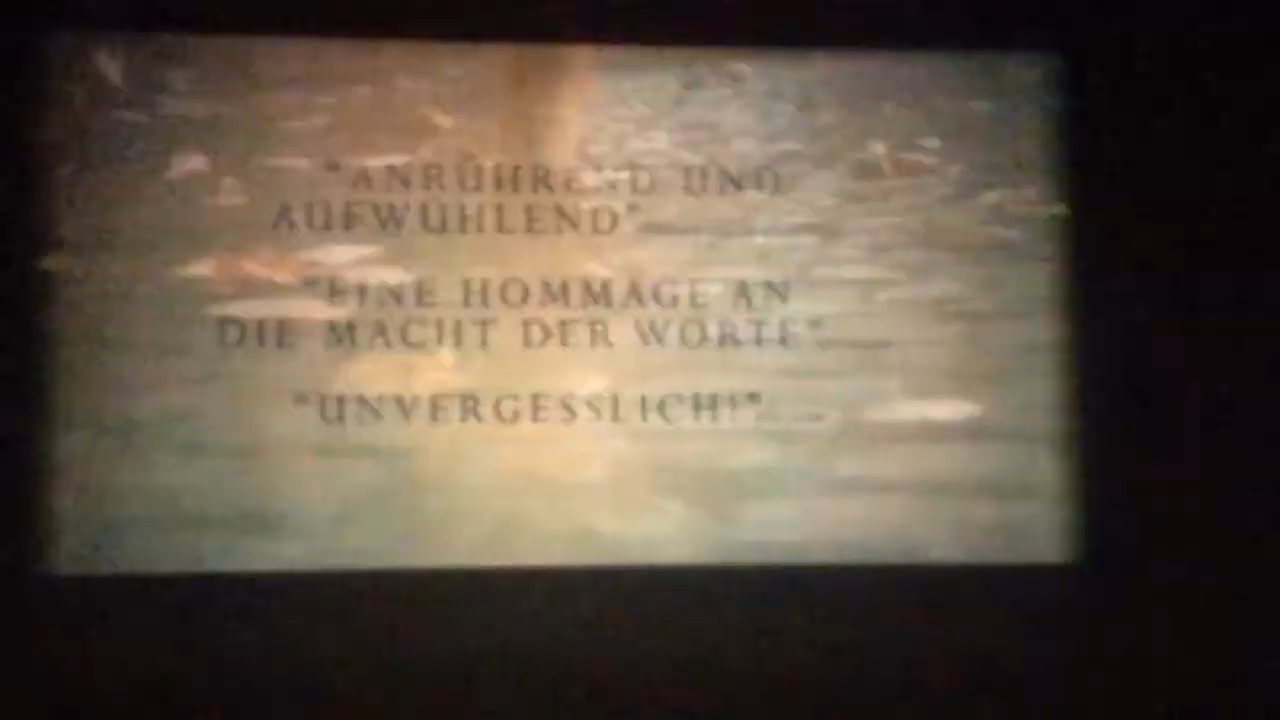 "ANRÜHREND UND
AUFWÜHLEND"
"EINE HOMMAGE AN
DIE MACHT DER WORTE"
"UNVERGESSLICH!"